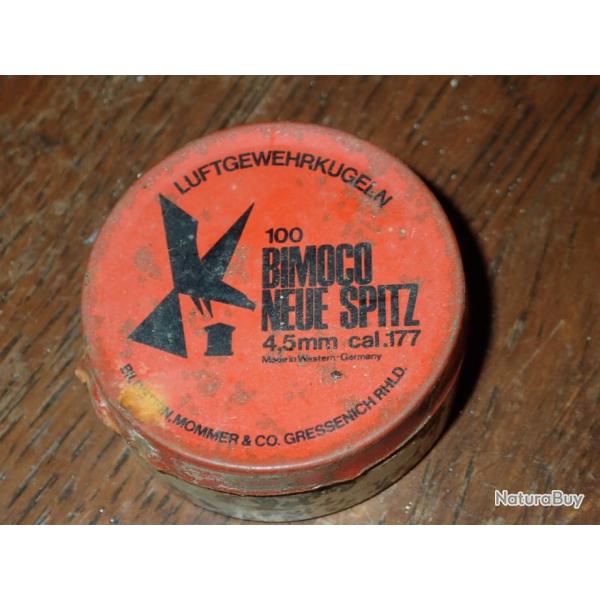 LUFTGEWEHRKUGELN
100
BIMOCO
NEUE SPITZ
4,5mm cal.177
Made in Western-Germany
MOMMER & CO. GRESSENICH RHLD.
NaturaBuy